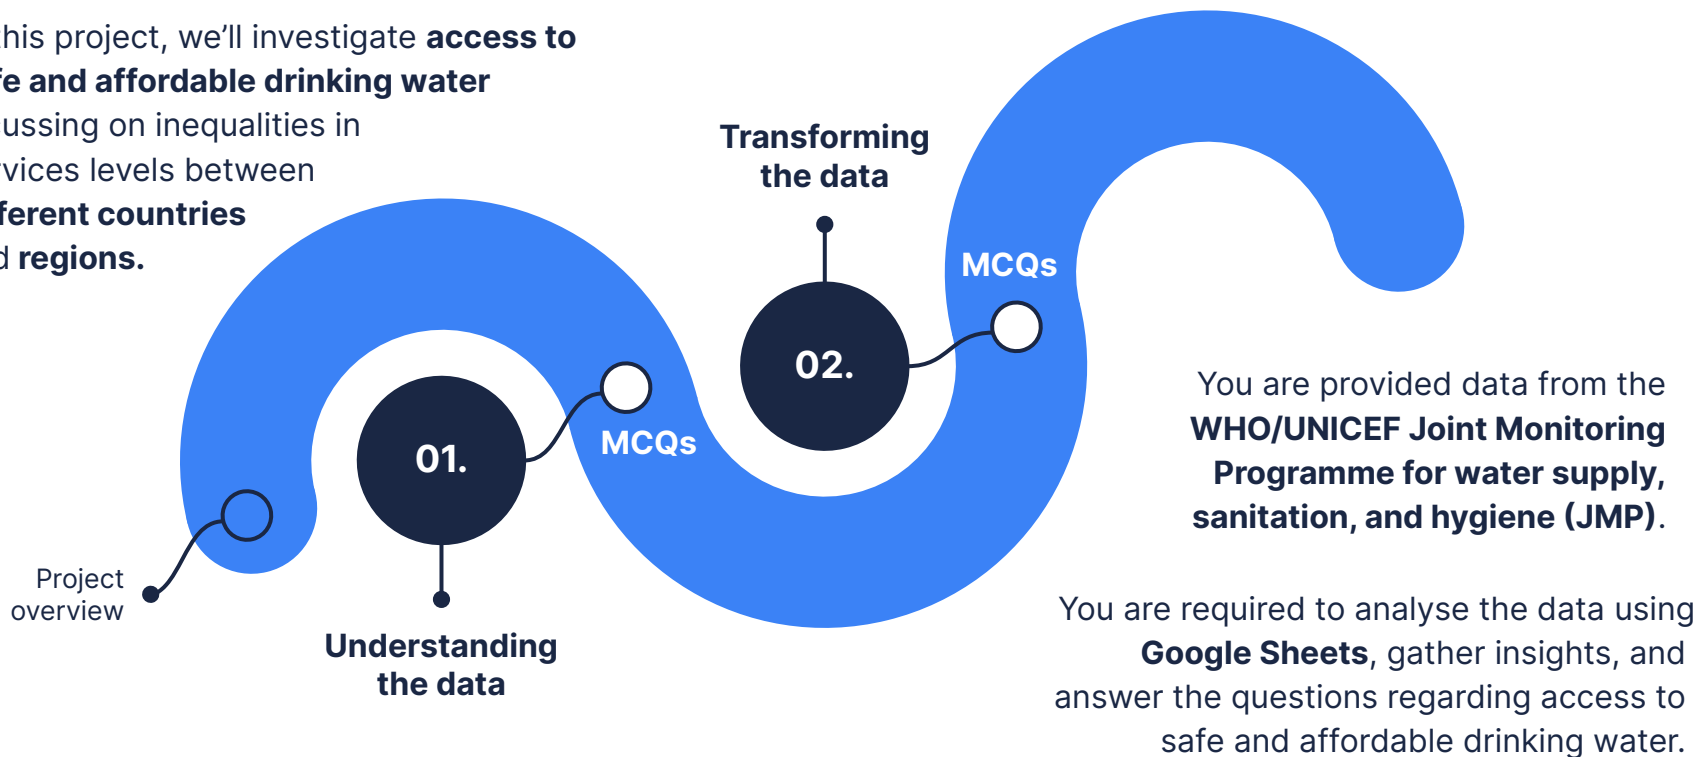 this project, we’ll investigate access to
fe and affordable drinking water
ussing on inequalities in
vices levels between
ferent countries
regions.
Transforming
the data
MCQs
02.
01.
MCQs
Project
overview
Understanding
the data
You are provided data from the
WHO/UNICEF Joint Monitoring
Programme for water supply,
sanitation, and hygiene (JMP).
You are required to analyse the data using
Google Sheets, gather insights, and
answer the questions regarding access to
safe and affordable drinking water.